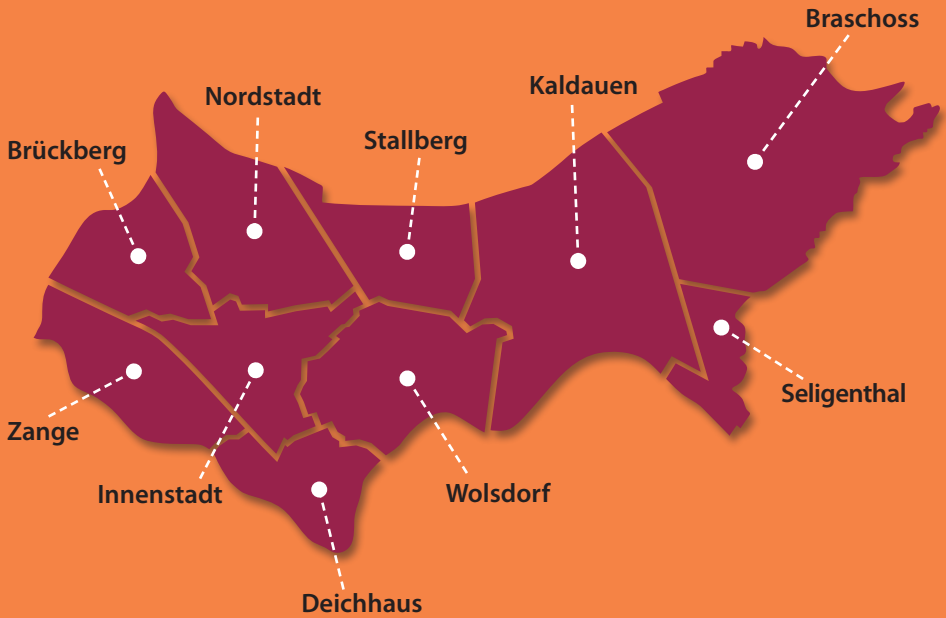 Braschoss
Kaldauen
Nordstadt
Stallberg
Brückberg
Seligenthal
Zange
Innenstadt
Wolsdorf
Deichhaus